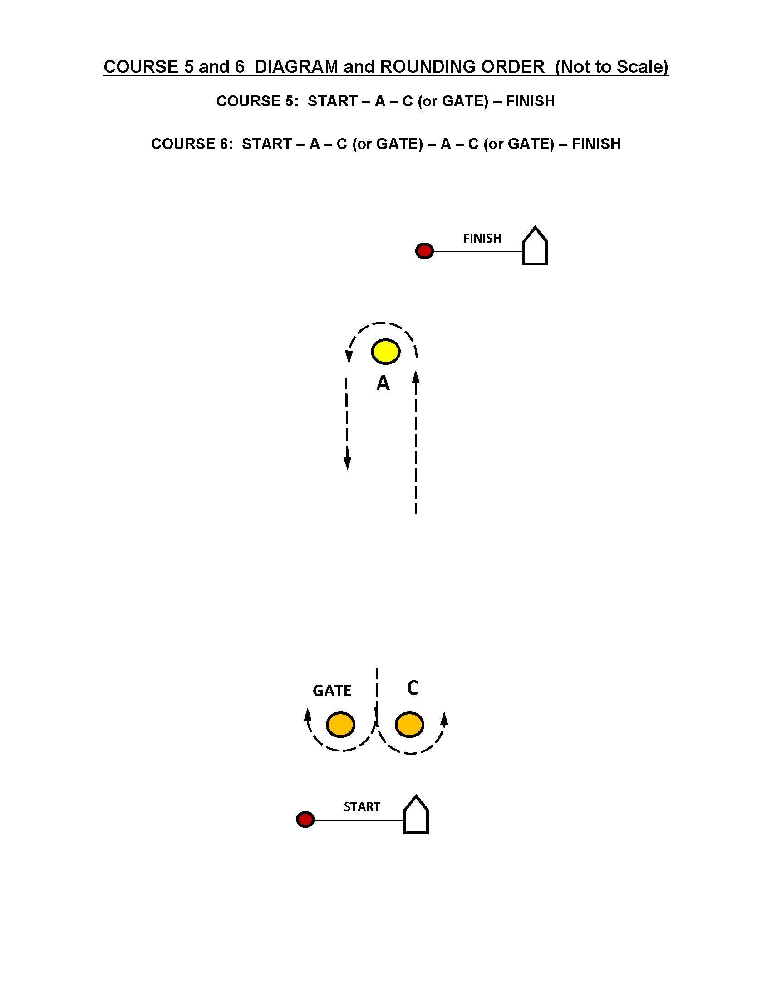 COURSE 5 and 6  DIAGRAM and ROUNDING ORDER  (Not to Scale)
COURSE 5:  START – A – C (or GATE) – FINISH
COURSE 6:  START – A – C (or GATE) – A – C (or GATE) – FINISH
FINISH
A
GATE
C
START